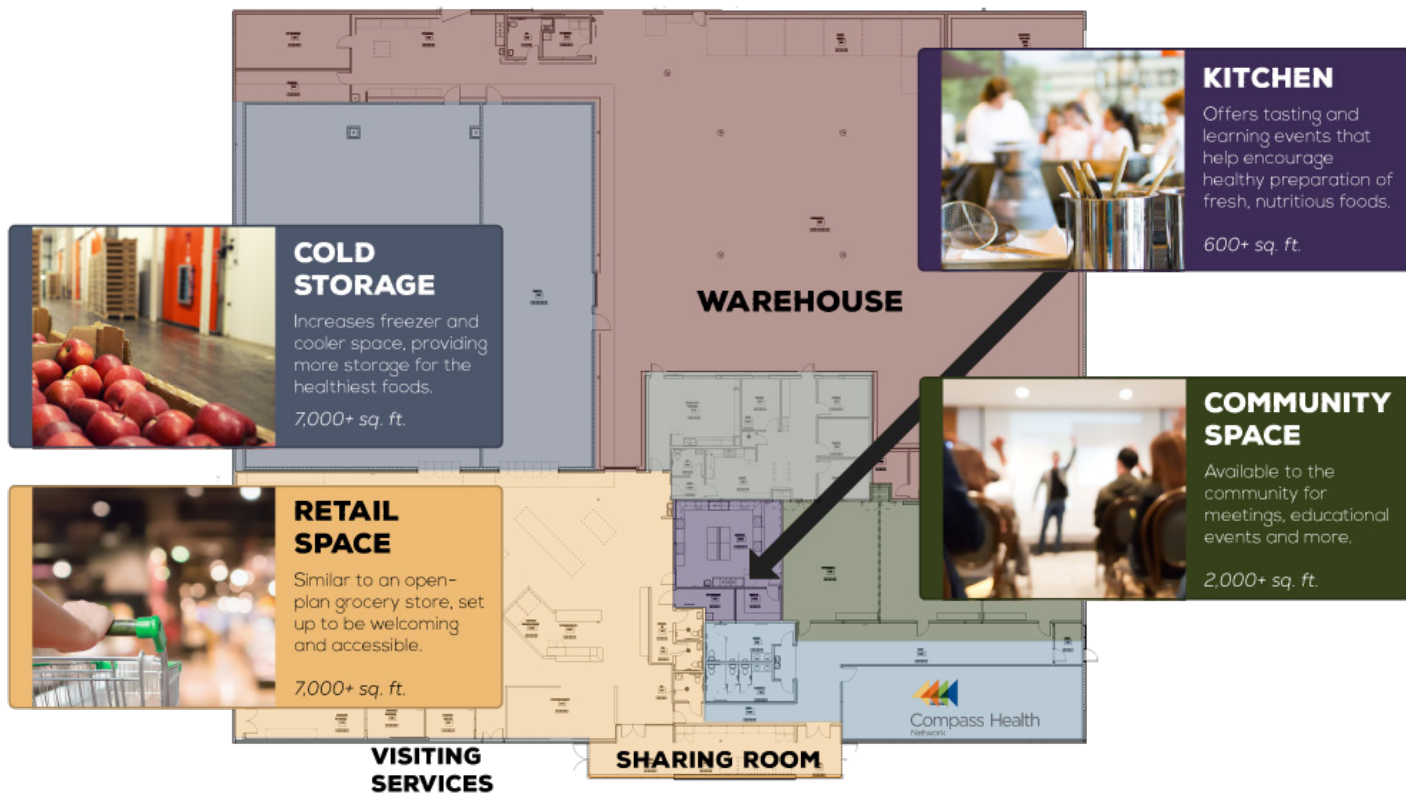 KITCHEN
Offers tasting and
learning events that
help encourage
healthy preparation of
fresh, nutritious foods.
600+ sq. ft.
COLD
STORAGE
Increases freezer and
cooler space, providing
more storage for the
healthiest foods.
7,000+ sq. ft.
WAREHOUSE
COMMUNITY
SPACE
Available to the
community for
meetings, educational
events and more.
2,000+ sq. ft.
RETAIL
SPACE
Similar to an open-
plan grocery store, set
up to be welcoming
and accessible.
7,000+ sq. ft.
Compass Health
Network
VISITING
SERVICES
SHARING ROOM